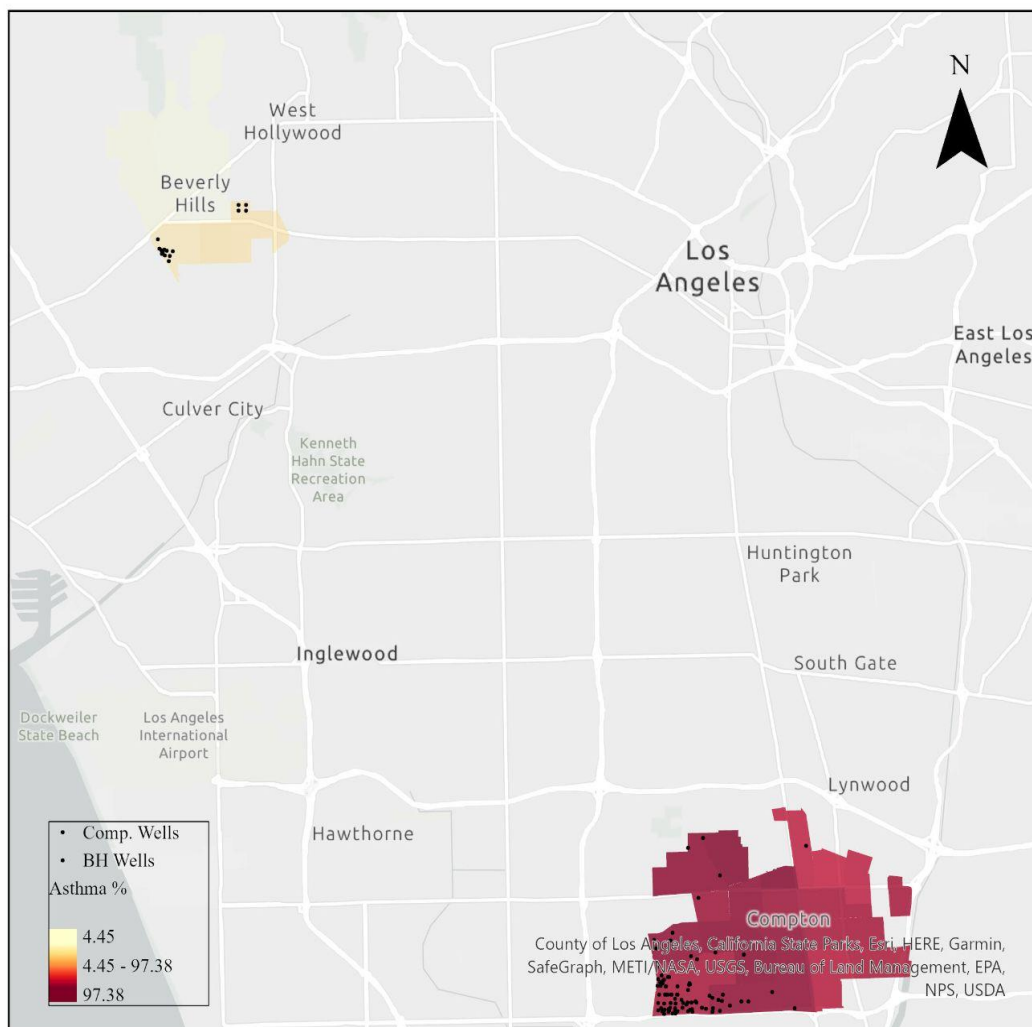 N
West
Hollywood
Beverly
Hills
Los
Angeles
East Los
Angeles
Culver City
Kenneth
Hahn State
Recreation
Area
Huntington
Park
Inglewood
South Gate
Dockweiler
State Beach
Los Angeles
International
Airport
Lynwood
Hawthorne
Comp. Wells
BH Wells
Asthma %
4.45
4.45 - 97.38
97.38
Compton
County of Los Angeles, California State Parks, Esri, HERE, Garmin,
SafeGraph, METI/NASA, USGS, Bureau of Land Management, EPA,
NPS, USDA